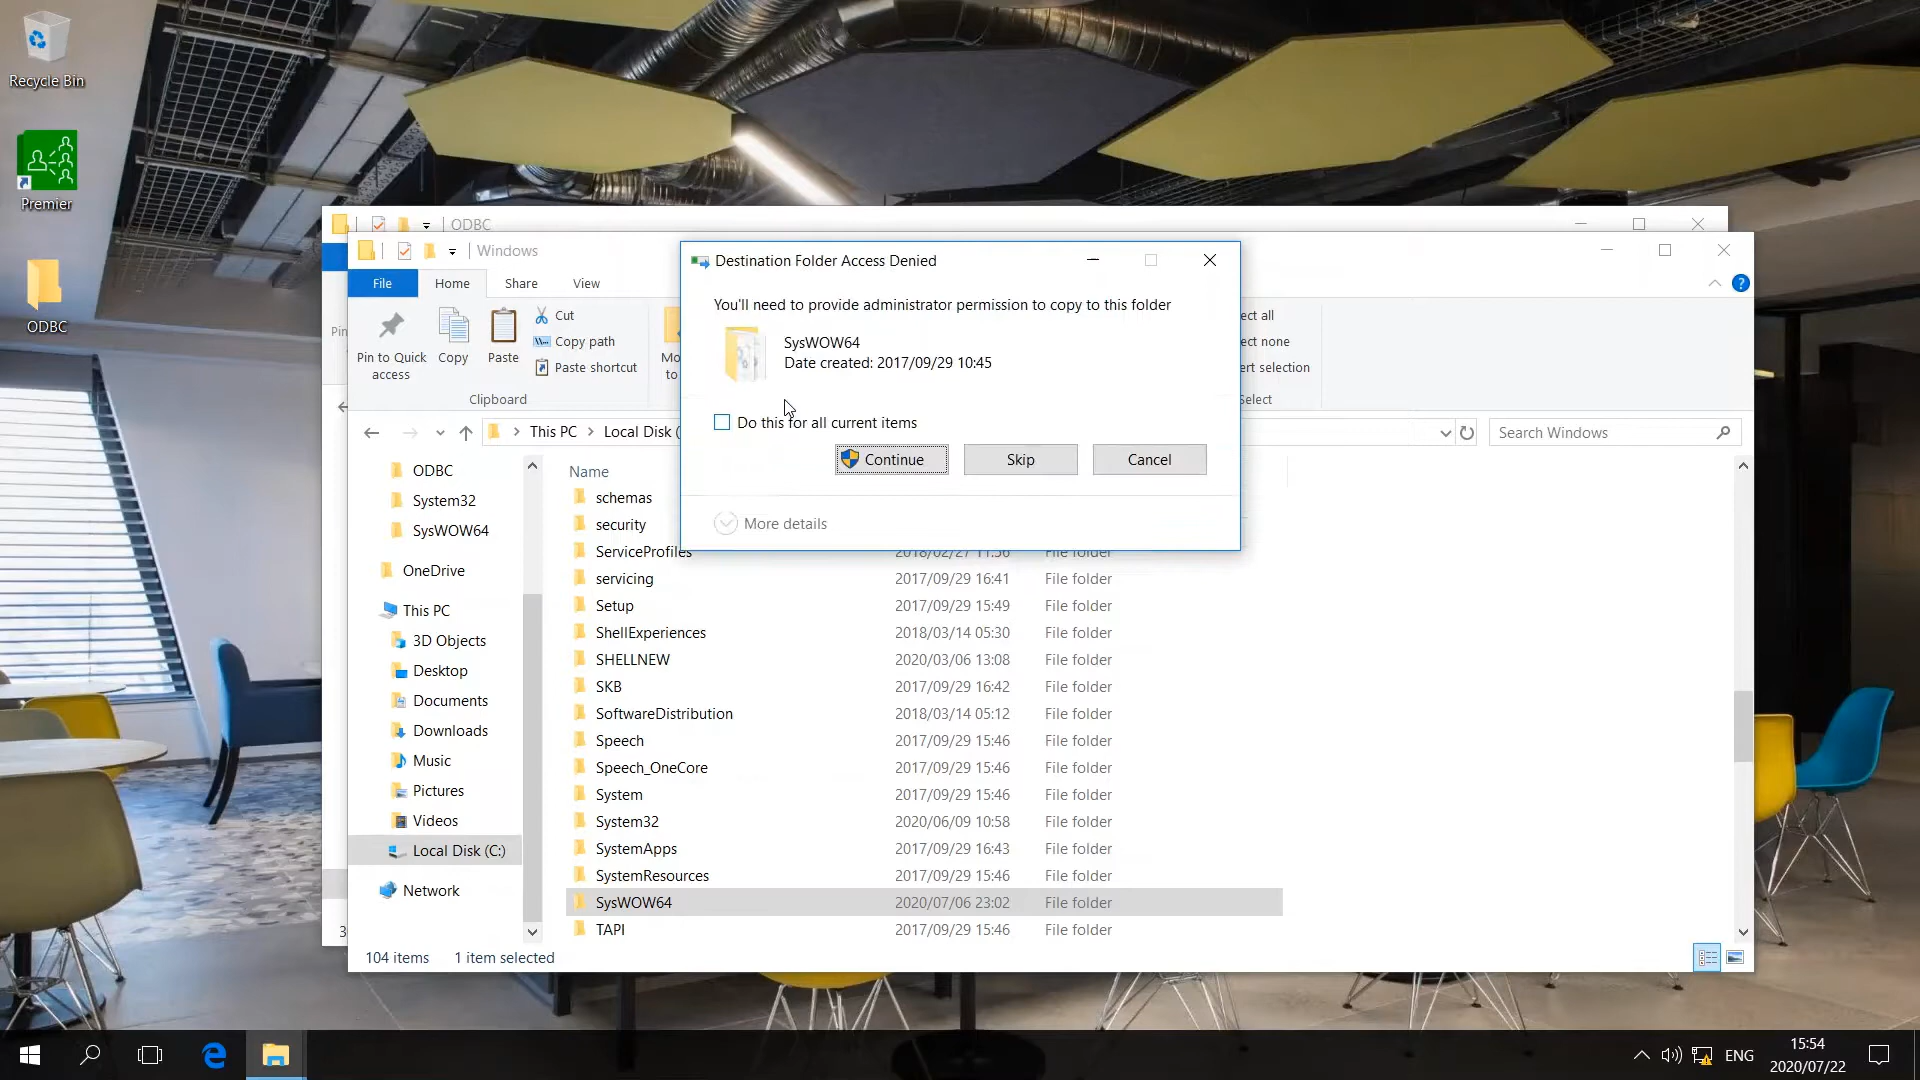 Recycle Bin
Premier
ODBC
ODBC
Windows
File
Home
Share
View
Pin to Quick
access
Copy
Paste
Cut
Copy path
Paste shortcut
Clipboard
Destination Folder Access Denied
You'll need to provide administrator permission to copy to this folder
SysWOW64
Date created: 2017/09/29 10:45
Do this for all current items
Continue
Skip
Cancel
More details
This PC
Local Disk (
Search Windows
ODBC
System32
SysWOW64
OneDrive
This PC
3D Objects
Desktop
Documents
Downloads
Music
Pictures
Videos
Local Disk (C:)
Network
Name
schemas
security
ServiceProfiles 2018/02/27 11:56 File folder
servicing 2017/09/29 16:41 File folder
Setup 2017/09/29 15:49 File folder
ShellExperiences 2018/03/14 05:30 File folder
SHELLNEW 2020/03/06 13:08 File folder
SKB 2017/09/29 16:42 File folder
SoftwareDistribution 2018/03/14 05:12 File folder
Speech 2017/09/29 15:46 File folder
Speech_OneCore 2017/09/29 15:46 File folder
System 2017/09/29 15:46 File folder
System32 2020/06/09 10:58 File folder
SystemApps 2017/09/29 16:43 File folder
SystemResources 2017/09/29 15:46 File folder
SysWOW64 2020/07/06 23:02 File folder
TAPI 2017/09/29 15:46 File folder
104 items
1 item selected
ENG
15:54
2020/07/22